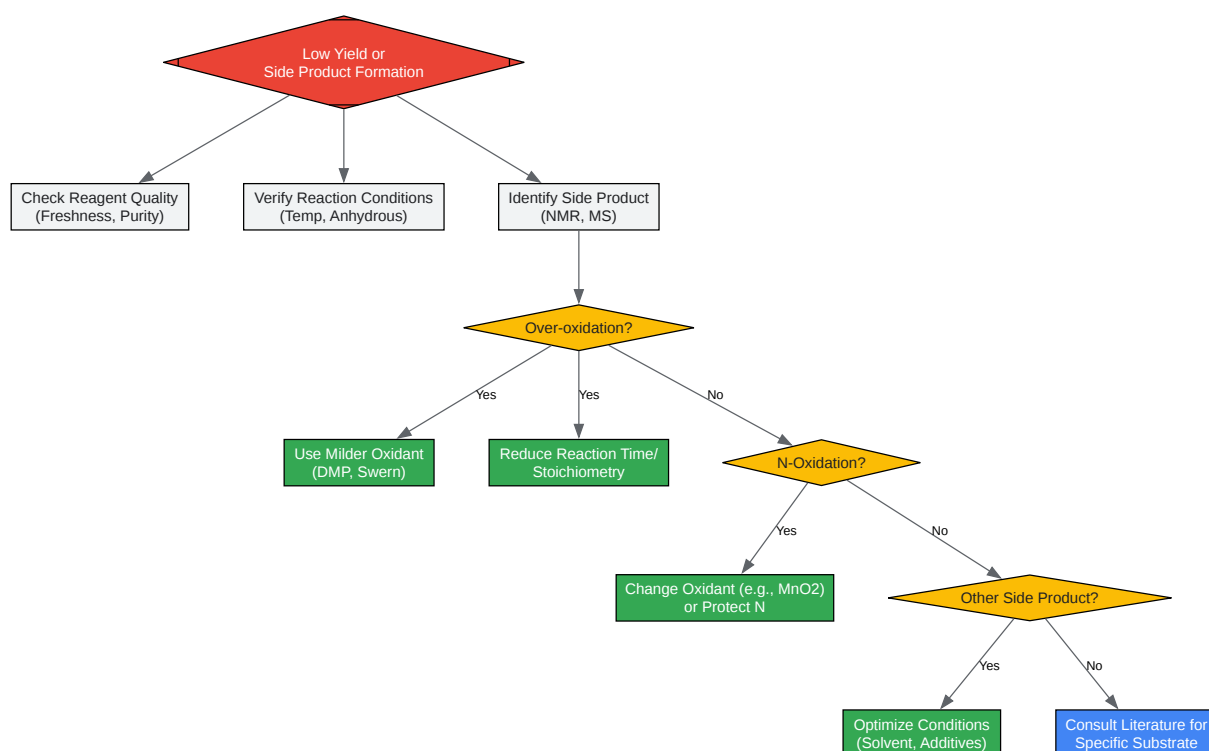 Low Yield or
Side Product Formation
Check Reagent Quality
(Freshness, Purity)
Verify Reaction Conditions
(Temp, Anhydrous)
Identify Side Product
(NMR, MS)
Over-oxidation?
Yes
Yes
No
Use Milder Oxidant
(DMP, Swern)
Reduce Reaction Time/
Stoichiometry
N-Oxidation?
Yes
No
Change Oxidant (e.g., MnO2)
or Protect N
Other Side Product?
Yes
No
Optimize Conditions
(Solvent, Additives)
Consult Literature for
Specific Substrate